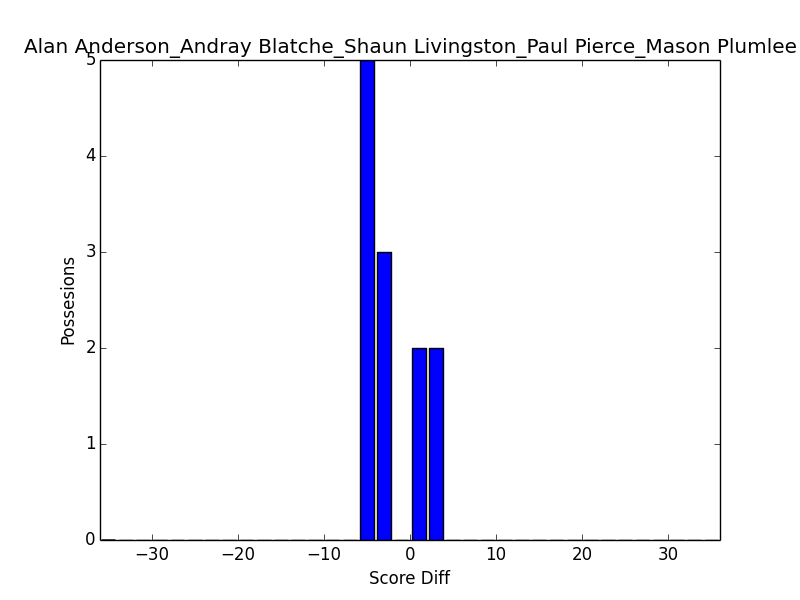 Alan Anderson_Andray Blatche_Shaun Livingston_Paul Pierce_Mason Plumlee
5
4
3
2
1
0
Possesions
−30 −20 −10 0 10 20 30
Score Diff